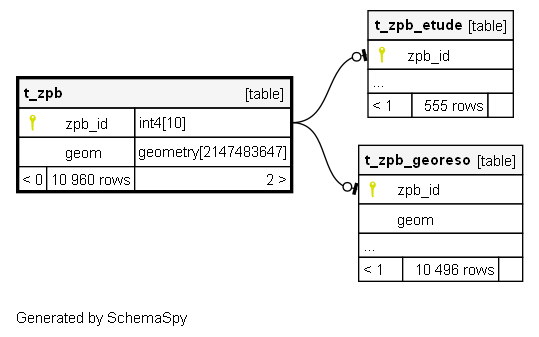 t_zpb [table]
zpb_id int4[10]
geom geometry[2147483647]
< 0 10 960 rows 2 >
t_zpb_etude [table]
zpb_id
...
< 1 555 rows
t_zpb_georeso [table]
zpb_id
geom
...
< 1 10 496 rows
Generated by SchemaSpy